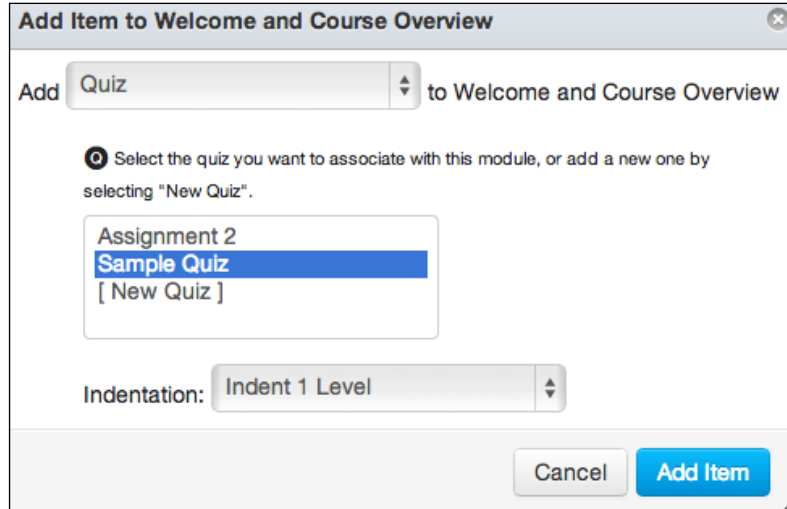 Add Item to Welcome and Course Overview
Add Quiz to Welcome and Course Overview
Q Select the quiz you want to associate with this module, or add a new one by
selecting "New Quiz".
Assignment 2
Sample Quiz
[ New Quiz ]
Indentation: Indent 1 Level
Cancel Add Item